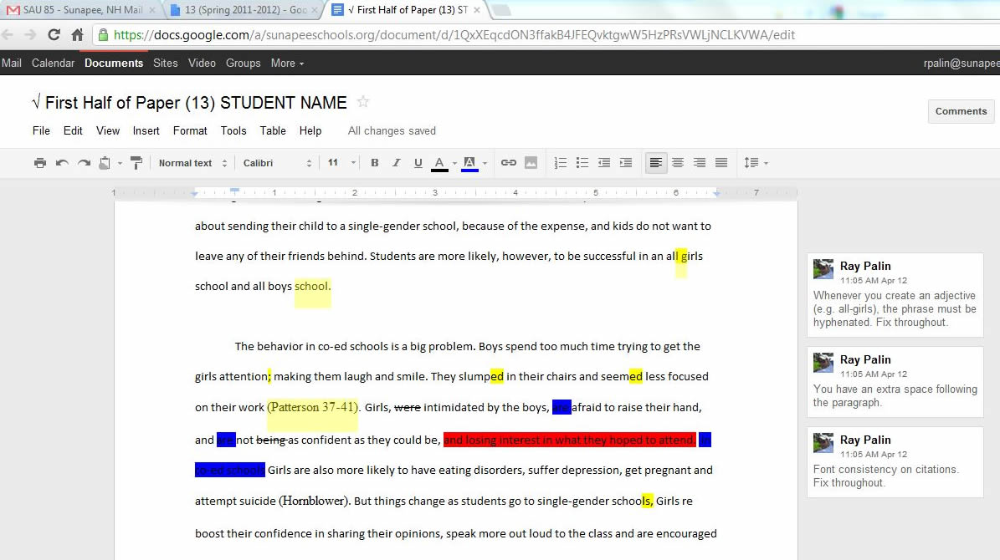 SAU 85 - Sunapee, NH Mail
13 (Spring 2011-2012) - Goo
√ First Half of Paper (13) ST
https://docs.google.com/a/sunapeeschools.org/document/d/1QxXEqcdON3ffakB4JFEQvktgwW5HzPRsVWLjNCLKVWA/edit
Mail Calendar Documents Sites Video Groups More
rpalin@sunapee
√ First Half of Paper (13) STUDENT NAME
Comments
File Edit View Insert Format Tools Table Help All changes saved
Normal text Calibri 11 B I U A A
1 1 2 3 4 5 6 7
about sending their child to a single-gender school, because of the expense, and kids do not want to
leave any of their friends behind. Students are more likely, however, to be successful in an all girls
school and all boys school.
The behavior in co-ed schools is a big problem. Boys spend too much time trying to get the
girls attention; making them laugh and smile. They slumped in their chairs and seemed less focused
on their work (Patterson 37-41). Girls, were intimidated by the boys, are afraid to raise their hand,
and are not being as confident as they could be, and losing interest in what they hoped to attend. In
co-ed schools Girls are also more likely to have eating disorders, suffer depression, get pregnant and
attempt suicide (Hornblower). But things change as students go to single-gender schools, Girls re
boost their confidence in sharing their opinions, speak more out loud to the class and are encouraged
Ray Palin
11:05 AM Apr 12
Whenever you create an adjective
(e.g. all-girls), the phrase must be
hyphenated. Fix throughout.
Ray Palin
11:05 AM Apr 12
You have an extra space following
the paragraph.
Ray Palin
11:05 AM Apr 12
Font consistency on citations.
Fix throughout.